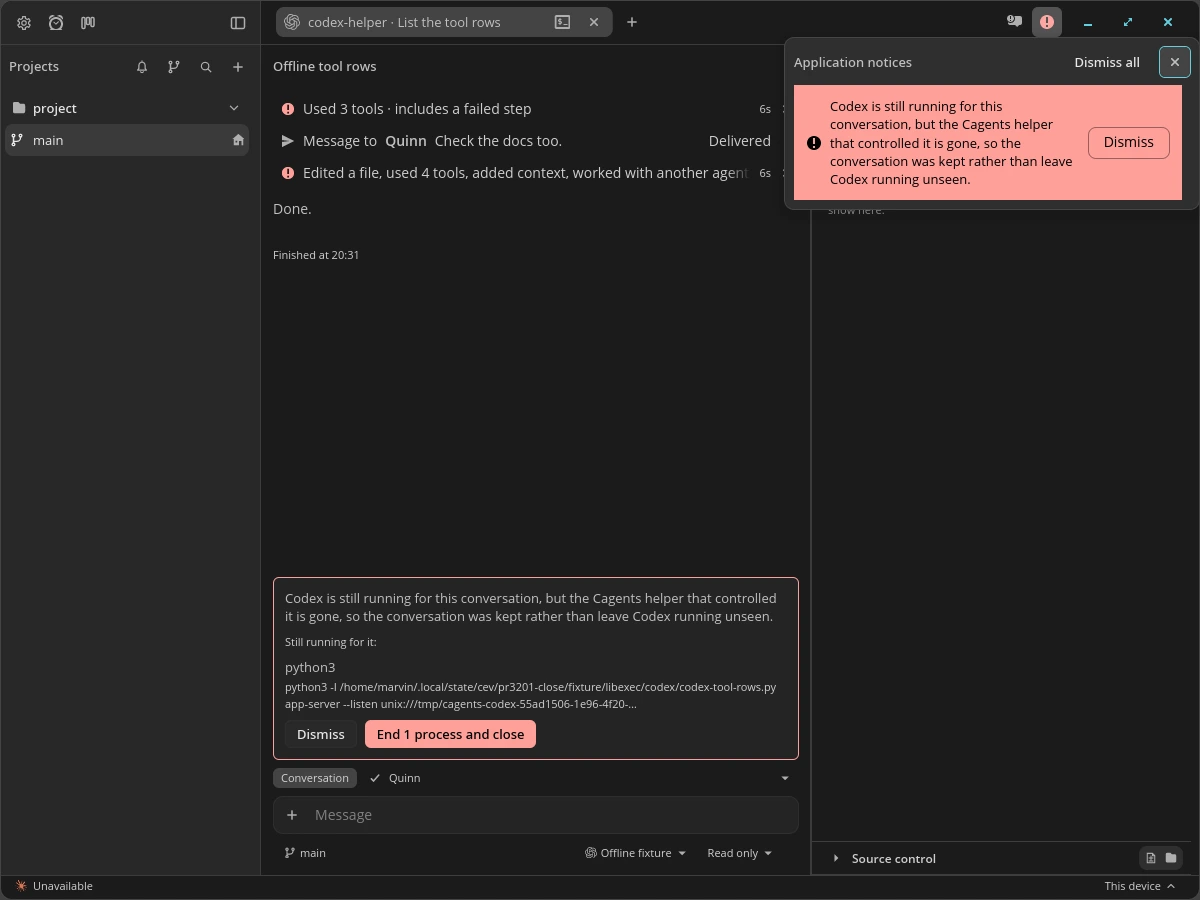 codex-helper · List the tool rows
Projects
project
main
Offline tool rows
Used 3 tools · includes a failed step 6s
Message to Quinn Check the docs too. Delivered
Edited a file, used 4 tools, added context, worked with another agent 6s
Done.
Finished at 20:31
Application notices
Dismiss all
Codex is still running for this
conversation, but the Cagents helper
that controlled it is gone, so the
conversation was kept rather than leave
Codex running unseen.
Dismiss
show here.
Codex is still running for this conversation, but the Cagents helper that controlled
it is gone, so the conversation was kept rather than leave Codex running unseen.
Still running for it:
python3
python3 -I /home/marvin/.local/state/cev/pr3201-close/fixture/libexec/codex/codex-tool-rows.py
app-server --listen unix:///tmp/cagents-codex-55ad1506-1e96-4f20-...
Dismiss
End 1 process and close
Conversation
Quinn
Message
main
Offline fixture
Read only
Source control
Unavailable
This device